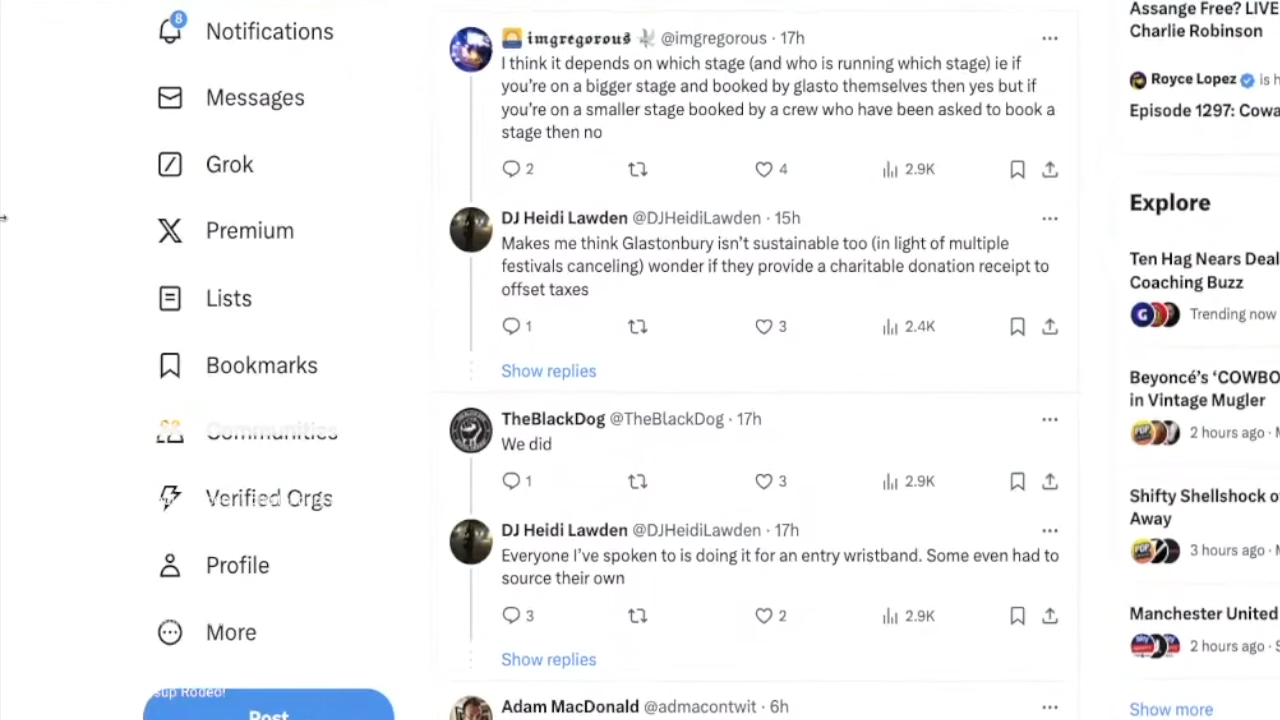 8
Notifications
Messages
Grok
Premium
Lists
Bookmarks
Communities
Verified Orgs
Profile
More
sup Rodeo!
Post
imgregorous @imgregorous · 17h
I think it depends on which stage (and who is running which stage) ie if
you're on a bigger stage and booked by glasto themselves then yes but if
you're on a smaller stage booked by a crew who have been asked to book a
stage then no
2 4 2.9K
DJ Heidi Lawden @DJHeidiLawden · 15h
Makes me think Glastonbury isn't sustainable too (in light of multiple
festivals canceling) wonder if they provide a charitable donation receipt to
offset taxes
1 3 2.4K
Show replies
TheBlackDog @TheBlackDog · 17h
We did
1 3 2.9K
DJ Heidi Lawden @DJHeidiLawden · 17h
Everyone I've spoken to is doing it for an entry wristband. Some even had to
source their own
3 2 2.9K
Show replies
Adam MacDonald @admacontwit · 6h
Assange Free? LIVE
Charlie Robinson
Royce Lopez is h
Episode 1297: Cowa
Explore
Ten Hag Nears Deal
Coaching Buzz
Trending now
Beyoncé's 'COWBO
in Vintage Mugler
2 hours ago ·
Shifty Shellshock o
Away
3 hours ago ·
Manchester United
2 hours ago ·
Show more